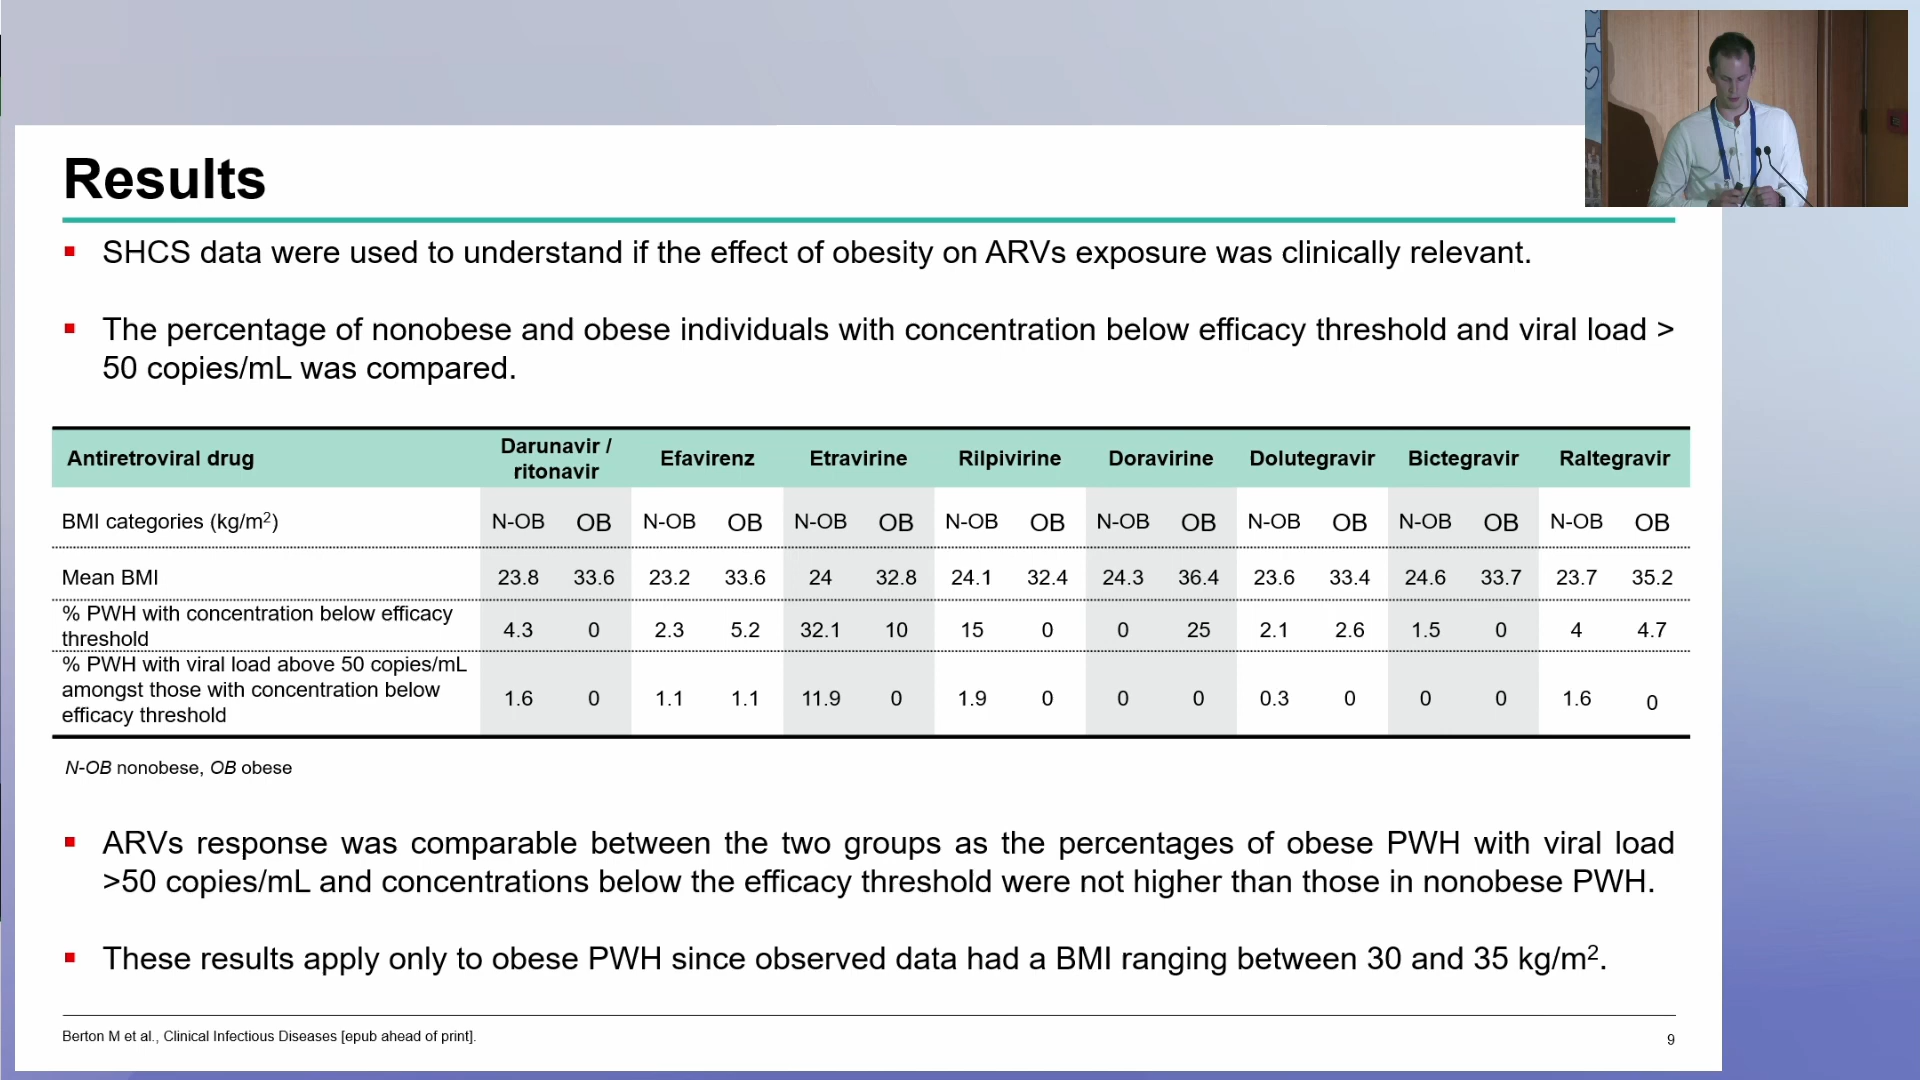 Results
SHCS data were used to understand if the effect of obesity on ARVs exposure was clinically relevant.
The percentage of nonobese and obese individuals with concentration below efficacy threshold and viral load >
50 copies/mL was compared.
Antiretroviral drug Darunavir / ritonavir Efavirenz Etravirine Rilpivirine Doravirine Dolutegravir Bictegravir Raltegravir
BMI categories (kg/m²) N-OB OB N-OB OB N-OB OB N-OB OB N-OB OB N-OB OB N-OB OB N-OB OB
Mean BMI 23.8 33.6 23.2 33.6 24 32.8 24.1 32.4 24.3 36.4 23.6 33.4 24.6 33.7 23.7 35.2
% PWH with concentration below efficacy
threshold 4.3 0 2.3 5.2 32.1 10 15 0 0 25 2.1 2.6 1.5 0 4 4.7
% PWH with viral load above 50 copies/mL
amongst those with concentration below
efficacy threshold 1.6 0 1.1 1.1 11.9 0 1.9 0 0 0 0.3 0 0 0 1.6 0
N-OB nonobese, OB obese
ARVs response was comparable between the two groups as the percentages of obese PWH with viral load
>50 copies/mL and concentrations below the efficacy threshold were not higher than those in nonobese PWH.
These results apply only to obese PWH since observed data had a BMI ranging between 30 and 35 kg/m².
Berton M et al., Clinical Infectious Diseases [epub ahead of print].
9